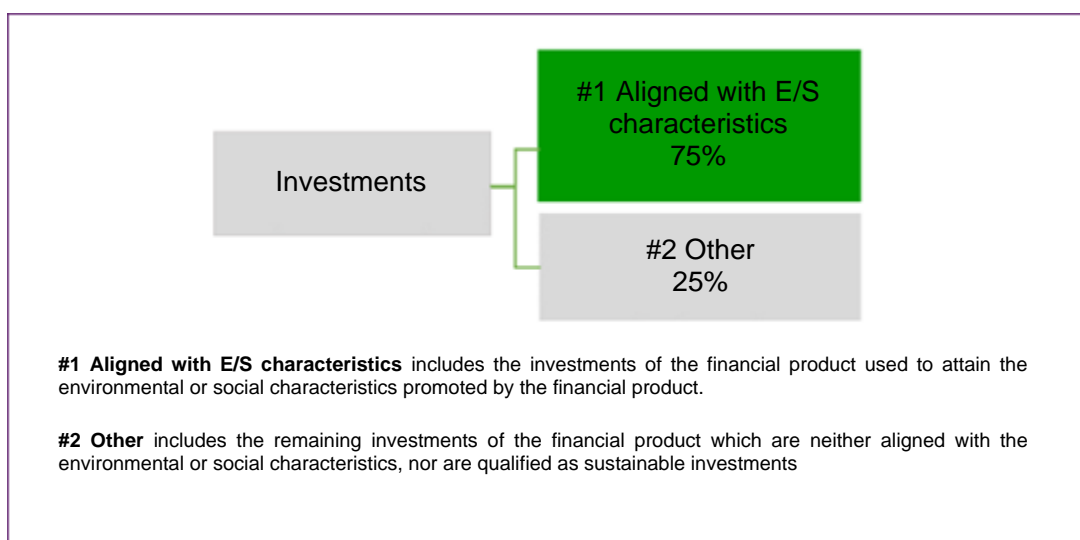 #1 Aligned with E/S
characteristics
75%
Investments
#2 Other
25%
#1 Aligned with E/S characteristics includes the investments of the financial product used to attain the
environmental or social characteristics promoted by the financial product.
#2 Other includes the remaining investments of the financial product which are neither aligned with the
environmental or social characteristics, nor are qualified as sustainable investments